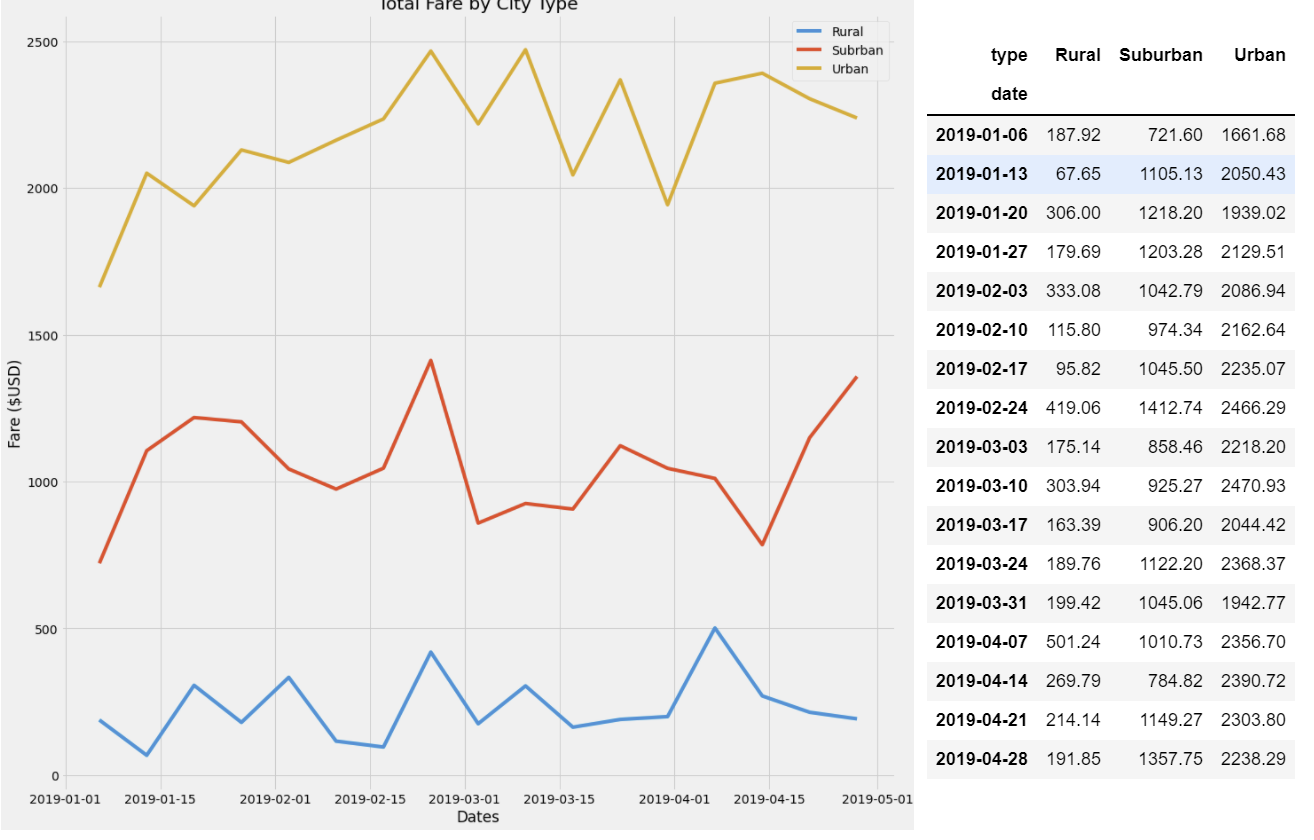 Total Fare by City Type
Rural
Subrban
Urban
2500
2000
1500
1000
500
0
Fare ($USD)
2019-01-01 2019-01-15 2019-02-01 2019-02-15 2019-03-01 2019-03-15 2019-04-01 2019-04-15 2019-05-01
Dates
type Rural Suburban Urban
date
2019-01-06 187.92 721.60 1661.68
2019-01-13 67.65 1105.13 2050.43
2019-01-20 306.00 1218.20 1939.02
2019-01-27 179.69 1203.28 2129.51
2019-02-03 333.08 1042.79 2086.94
2019-02-10 115.80 974.34 2162.64
2019-02-17 95.82 1045.50 2235.07
2019-02-24 419.06 1412.74 2466.29
2019-03-03 175.14 858.46 2218.20
2019-03-10 303.94 925.27 2470.93
2019-03-17 163.39 906.20 2044.42
2019-03-24 189.76 1122.20 2368.37
2019-03-31 199.42 1045.06 1942.77
2019-04-07 501.24 1010.73 2356.70
2019-04-14 269.79 784.82 2390.72
2019-04-21 214.14 1149.27 2303.80
2019-04-28 191.85 1357.75 2238.29